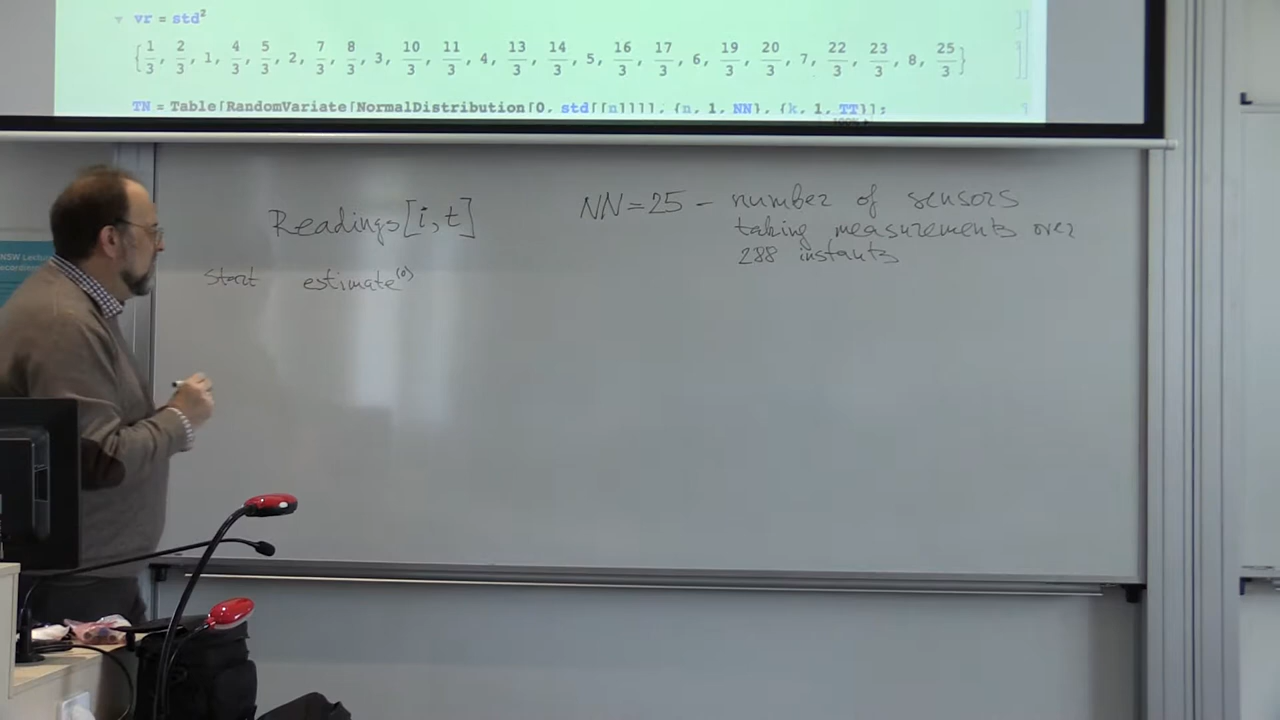 vr = std²
{1/3, 2/3, 1, 4/3, 5/3, 2, 7/3, 8/3, 3, 10/3, 11/3, 4, 13/3, 14/3, 5, 16/3, 17/3, 6, 19/3, 20/3, 7, 22/3, 23/3, 8, 25/3}
TN = Table[RandomVariate[NormalDistribution[0, std[[n]]]], {n, 1, NN}, {k, 1, TT}];
Readings[i,t]
start estimate⁽⁰⁾
NN=25 - number of sensors
taking measurements over
288 instants
NSW Lecture